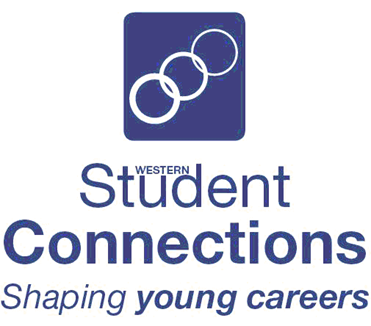 WESTERN
Student
Connections
Shaping young careers